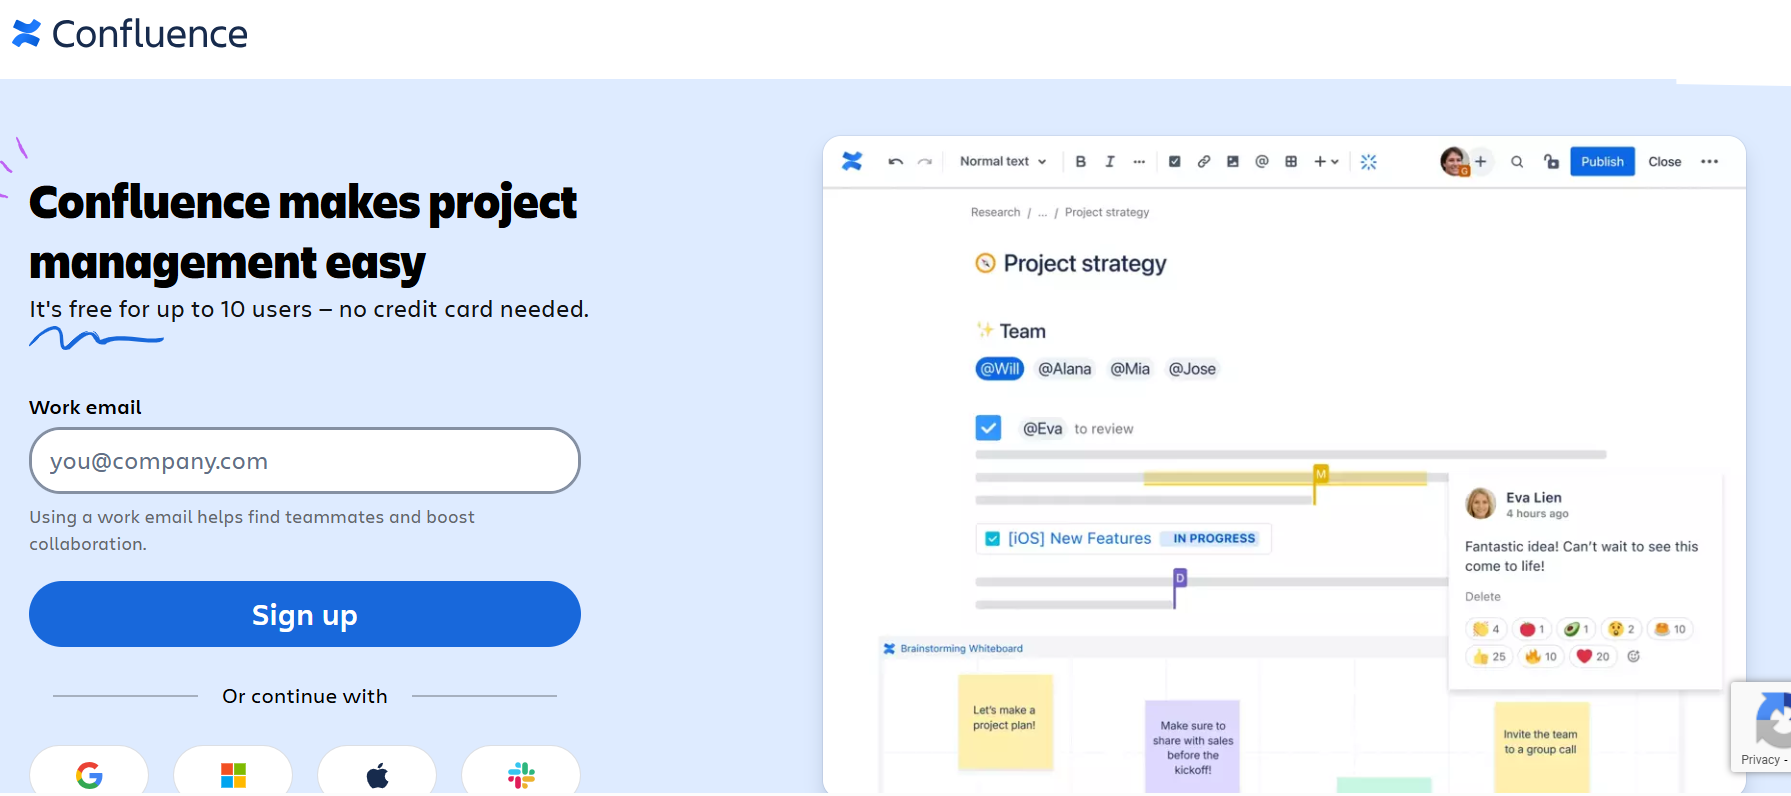 Confluence
Confluence makes project
management easy
It's free for up to 10 users – no credit card needed.
Work email
you@company.com
Using a work email helps find teammates and boost
collaboration.
Sign up
Or continue with
Normal text
B I ...
Publish
Close
Research / ... / Project strategy
Project strategy
Team
@Will @Alana @Mia @Jose
@Eva to review
M
[iOS] New Features IN PROGRESS
D
Eva Lien
4 hours ago
Fantastic idea! Can't wait to see this
come to life!
Delete
4 1 1 2 10
25 10 20
Brainstorming Whiteboard
Let's make a
project plan!
Make sure to
share with sales
before the
kickoff!
Invite the team
to a group call
Privacy -